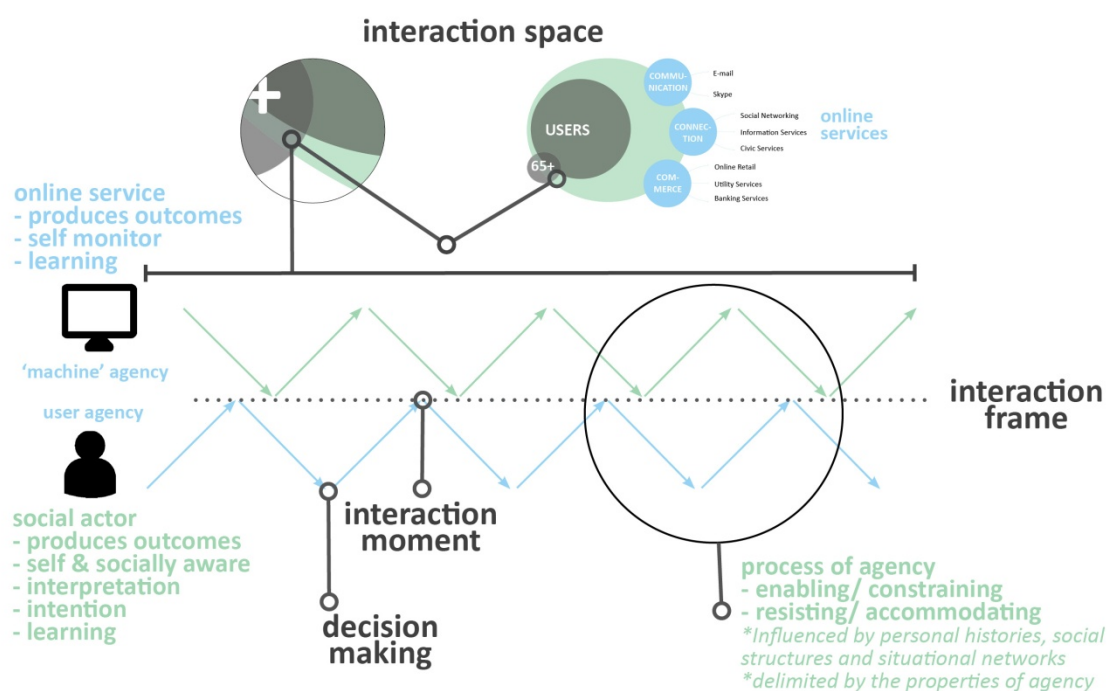 interaction space
+
USERS
65+
COMMU-
NICATION
CONNEC-
TION
COM-
MERCE
E-mail
Skype
Social Networking
Information Services
Civic Services
Online Retail
Utility Services
Banking Services
online
services
online service
- produces outcomes
- self monitor
- learning
‘machine’ agency
user agency
interaction
frame
social actor
- produces outcomes
- self & socially aware
- interpretation
- intention
- learning
interaction
moment
decision
making
process of agency
- enabling/ constraining
- resisting/ accommodating
*Influenced by personal histories, social
structures and situational networks
*delimited by the properties of agency